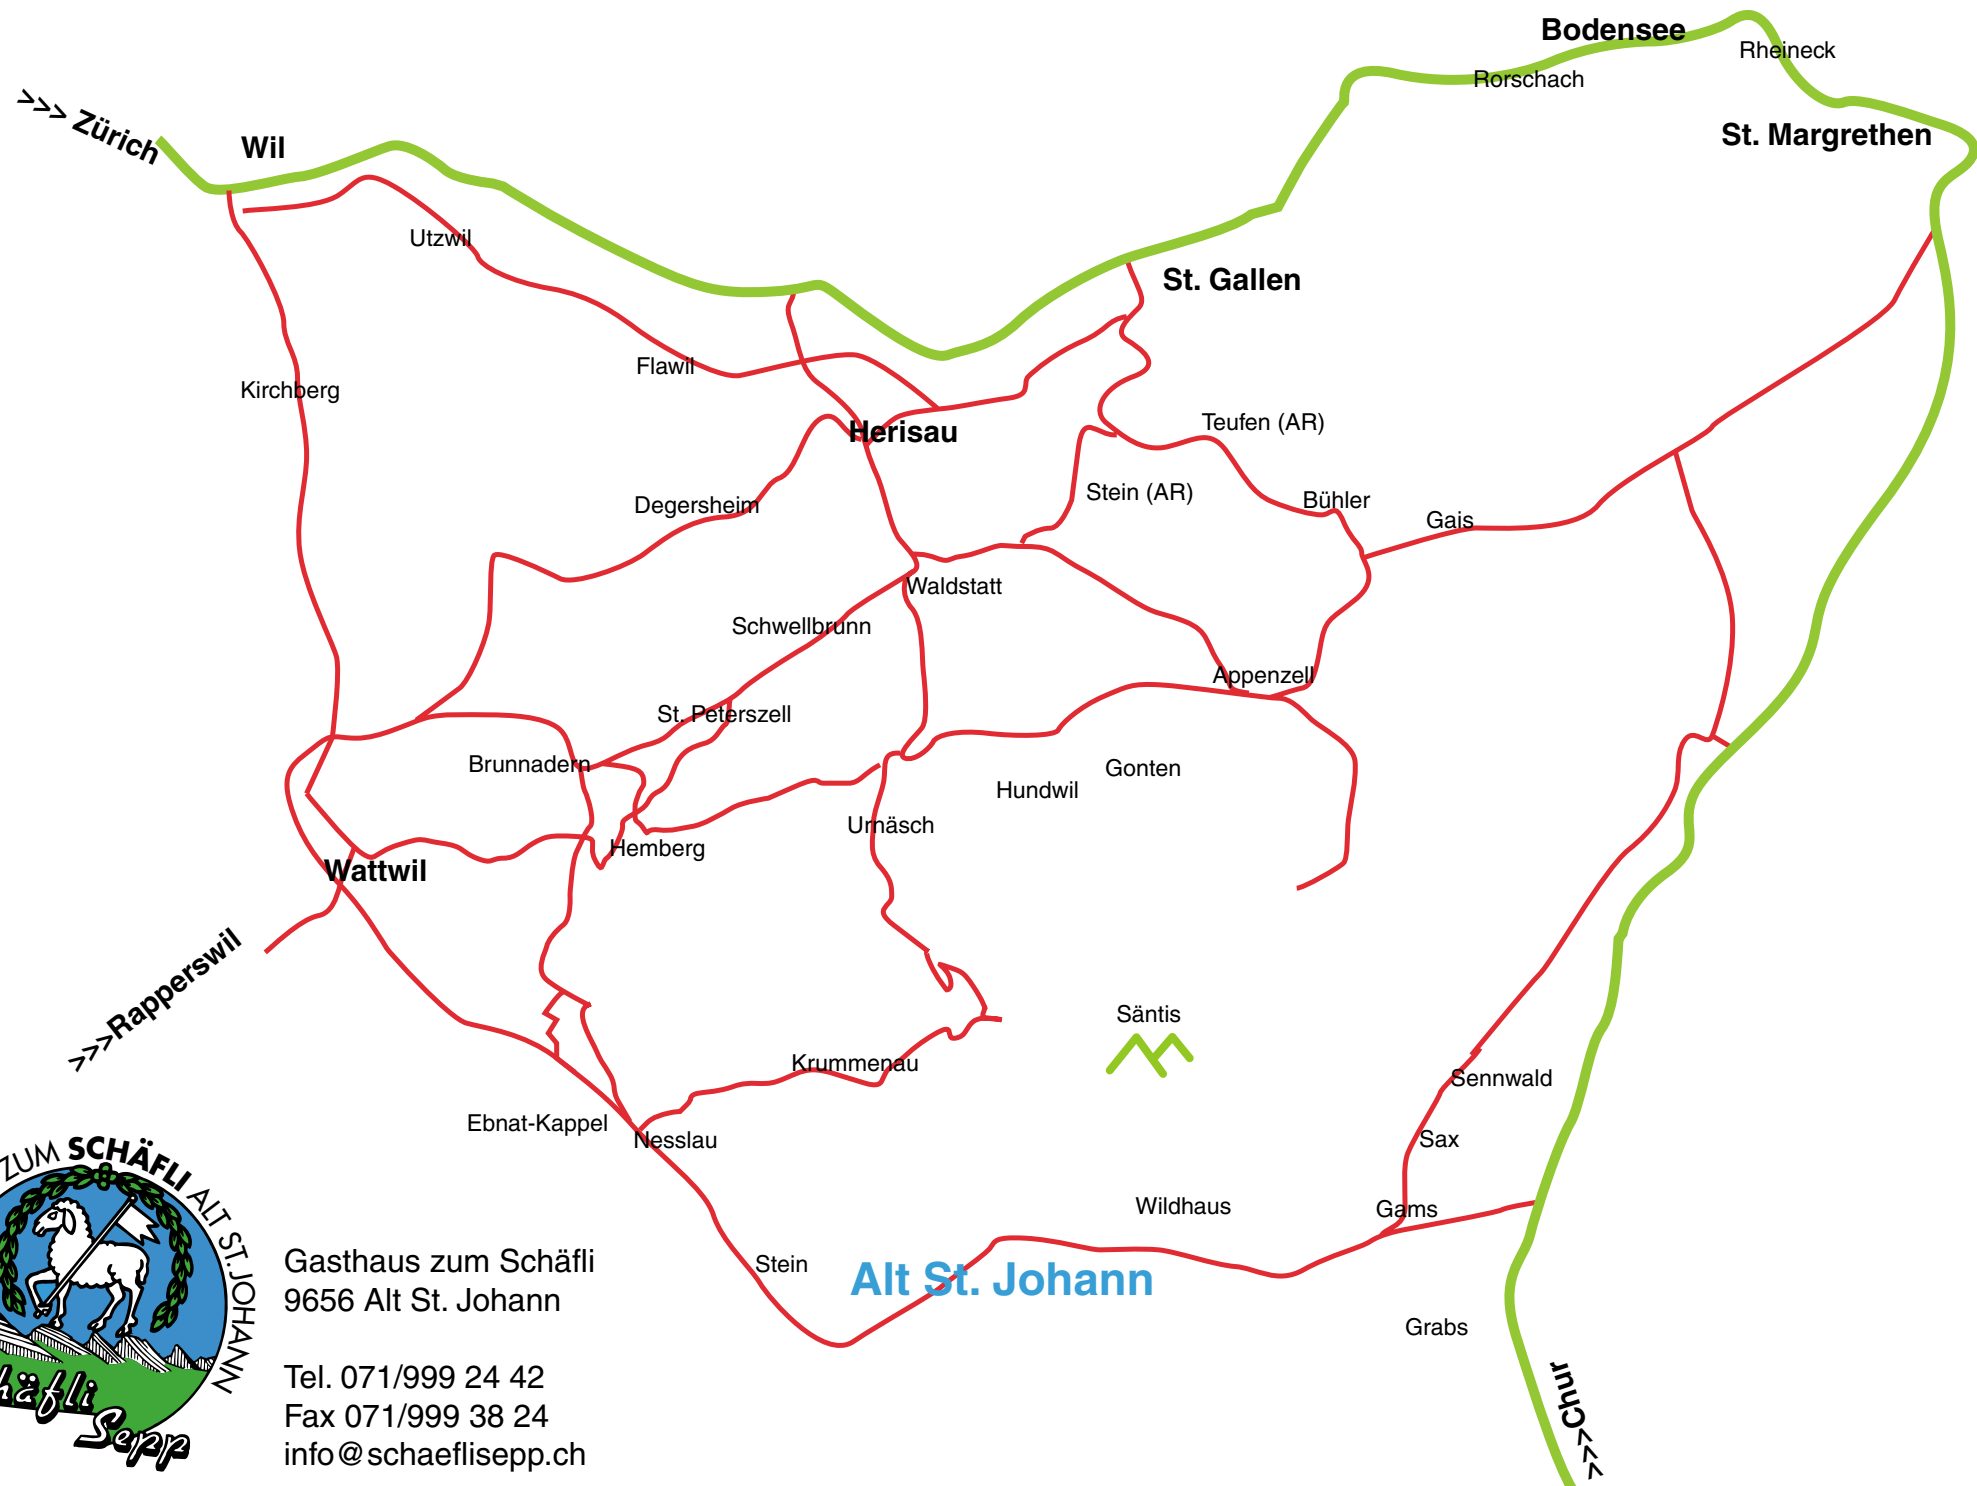 Bodensee
Rheineck
Rorschach
>>> Zürich
St. Margrethen
Wil
Utzwil
St. Gallen
Flawil
Kirchberg
Teufen (AR)
Herisau
Stein (AR)
Bühler
Degersheim
Gais
Waldstatt
Schwellbrunn
Appenzell
St. Peterszell
Brunnadern
Gonten
Hundwil
Urnäsch
Hemberg
Wattwil
>>>Rapperswil
Säntis
Krummenau
Sennwald
Ebnat-Kappel
Nesslau
Sax
Wildhaus
Gams
Stein
Alt St. Johann
Grabs
>>>Chur
ZUM SCHÄFLI ALT ST. JOHANN
Sepp
Gasthaus zum Schäfli
9656 Alt St. Johann
Tel. 071/999 24 42
Fax 071/999 38 24
info@schaeflisepp.ch